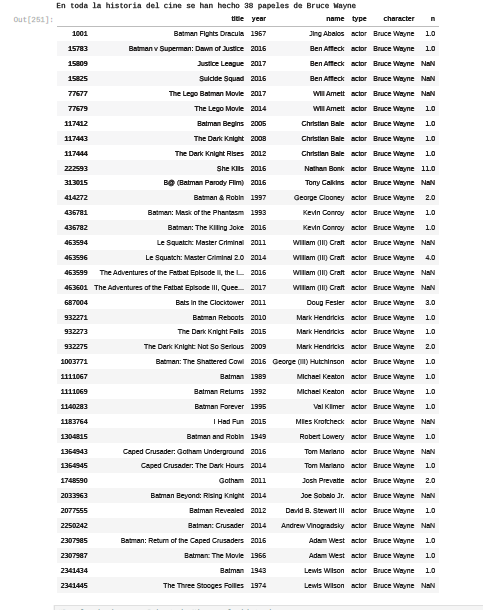 En toda la historia del cine se han hecho 38 papeles de Bruce Wayne
Out[251]:
title year name type character n
1001 Batman Fights Dracula 1967 Jing Abalos actor Bruce Wayne 1.0
15783 Batman v Superman: Dawn of Justice 2016 Ben Affleck actor Bruce Wayne 1.0
15809 Justice League 2017 Ben Affleck actor Bruce Wayne NaN
15825 Suicide Squad 2016 Ben Affleck actor Bruce Wayne NaN
77677 The Lego Batman Movie 2017 Will Arnett actor Bruce Wayne NaN
77679 The Lego Movie 2014 Will Arnett actor Bruce Wayne 1.0
117412 Batman Begins 2005 Christian Bale actor Bruce Wayne 1.0
117443 The Dark Knight 2008 Christian Bale actor Bruce Wayne 1.0
117444 The Dark Knight Rises 2012 Christian Bale actor Bruce Wayne 1.0
222593 She Kills 2016 Nathan Bonk actor Bruce Wayne 11.0
313015 B@ (Batman Parody Film) 2016 Tony Calkins actor Bruce Wayne NaN
414272 Batman & Robin 1997 George Clooney actor Bruce Wayne 2.0
436781 Batman: Mask of the Phantasm 1993 Kevin Conroy actor Bruce Wayne 1.0
436782 Batman: The Killing Joke 2016 Kevin Conroy actor Bruce Wayne 1.0
463594 Le Squatch: Master Criminal 2011 William (III) Craft actor Bruce Wayne NaN
463596 Le Squatch: Master Criminal 2.0 2014 William (III) Craft actor Bruce Wayne 4.0
463599 The Adventures of the Fatbat Episode II, the I... 2016 William (III) Craft actor Bruce Wayne NaN
463601 The Adventures of the Fatbat Episode III, Quee... 2017 William (III) Craft actor Bruce Wayne NaN
687004 Bats in the Clocktower 2011 Doug Fesler actor Bruce Wayne 3.0
932271 Batman Reboots 2010 Mark Hendricks actor Bruce Wayne 1.0
932273 The Dark Knight Falls 2015 Mark Hendricks actor Bruce Wayne 1.0
932275 The Dark Knight: Not So Serious 2009 Mark Hendricks actor Bruce Wayne 2.0
1003771 Batman: The Shattered Cowl 2016 George (III) Hutchinson actor Bruce Wayne 1.0
1111067 Batman 1989 Michael Keaton actor Bruce Wayne 1.0
1111069 Batman Returns 1992 Michael Keaton actor Bruce Wayne 1.0
1140283 Batman Forever 1995 Val Kilmer actor Bruce Wayne 1.0
1183764 I Had Fun 2015 Miles Krofcheck actor Bruce Wayne NaN
1304815 Batman and Robin 1949 Robert Lowery actor Bruce Wayne 1.0
1364943 Caped Crusader: Gotham Underground 2016 Tom Mariano actor Bruce Wayne NaN
1364945 Caped Crusader: The Dark Hours 2014 Tom Mariano actor Bruce Wayne 1.0
1748590 Gotham 2011 Josh Prevatte actor Bruce Wayne 2.0
2033963 Batman Beyond: Rising Knight 2014 Joe Sobalo Jr. actor Bruce Wayne NaN
2077555 Batman Revealed 2012 David B. Stewart III actor Bruce Wayne 1.0
2250242 Batman: Crusader 2014 Andrew Vinogradsky actor Bruce Wayne NaN
2307985 Batman: Return of the Caped Crusaders 2016 Adam West actor Bruce Wayne 1.0
2307987 Batman: The Movie 1966 Adam West actor Bruce Wayne 1.0
2341434 Batman 1943 Lewis Wilson actor Bruce Wayne 1.0
2341445 The Three Stooges Follies 1974 Lewis Wilson actor Bruce Wayne NaN